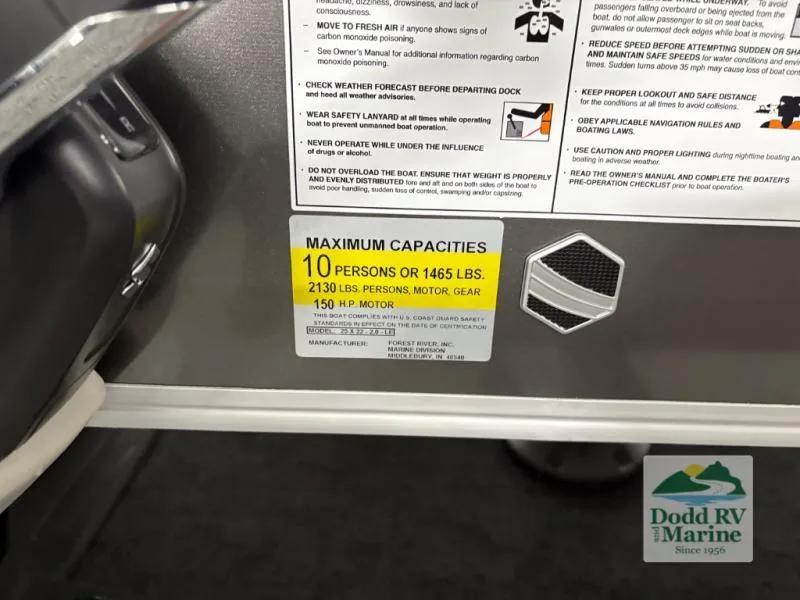 headache, dizziness, drowsiness, and lack of
consciousness.
– MOVE TO FRESH AIR if anyone shows signs of
carbon monoxide poisoning.
– See Owner's Manual for additional information regarding carbon
monoxide poisoning.
· CHECK WEATHER FORECAST BEFORE DEPARTING DOCK
and heed all weather advisories.
· WEAR SAFETY LANYARD at all times while operating
boat to prevent unmanned boat operation.
· NEVER OPERATE WHILE UNDER THE INFLUENCE
of drugs or alcohol.
· DO NOT OVERLOAD THE BOAT. ENSURE THAT WEIGHT IS PROPERLY
AND EVENLY DISTRIBUTED fore and aft and on both sides of the boat to
avoid poor handling, sudden loss of control, swamping and/or capsizing.
UNDERWAY. To avoid
passengers falling overboard or being ejected from the
boat, do not allow passenger to sit on seat backs,
gunwales or outermost deck edges while boat is moving.
· REDUCE SPEED BEFORE ATTEMPTING SUDDEN OR
AND MAINTAIN SAFE SPEEDS for water conditions and
times. Sudden turns above 35 mph may cause loss of boat
· KEEP PROPER LOOKOUT AND SAFE DISTANCE
for the conditions at all times to avoid collisions.
· OBEY APPLICABLE NAVIGATION RULES AND
BOATING LAWS.
· USE CAUTION AND PROPER LIGHTING during nighttime boating and
boating in adverse weather.
· READ THE OWNER'S MANUAL AND COMPLETE THE BOATER'S
PRE-OPERATION CHECKLIST prior to boat operation.
MAXIMUM CAPACITIES
10 PERSONS OR 1465 LBS.
2130 LBS. PERSONS, MOTOR, GEAR
150 H.P. MOTOR
THIS BOAT COMPLIES WITH U.S. COAST GUARD SAFETY
STANDARDS IN EFFECT ON THE DATE OF CERTIFICATION
MODEL: 25 X 22 - 2.0 - LE
MANUFACTURER: FOREST RIVER, INC.
MARINE DIVISION
MIDDLEBURY, IN 46540
Dodd RV
and Marine
Since 1956